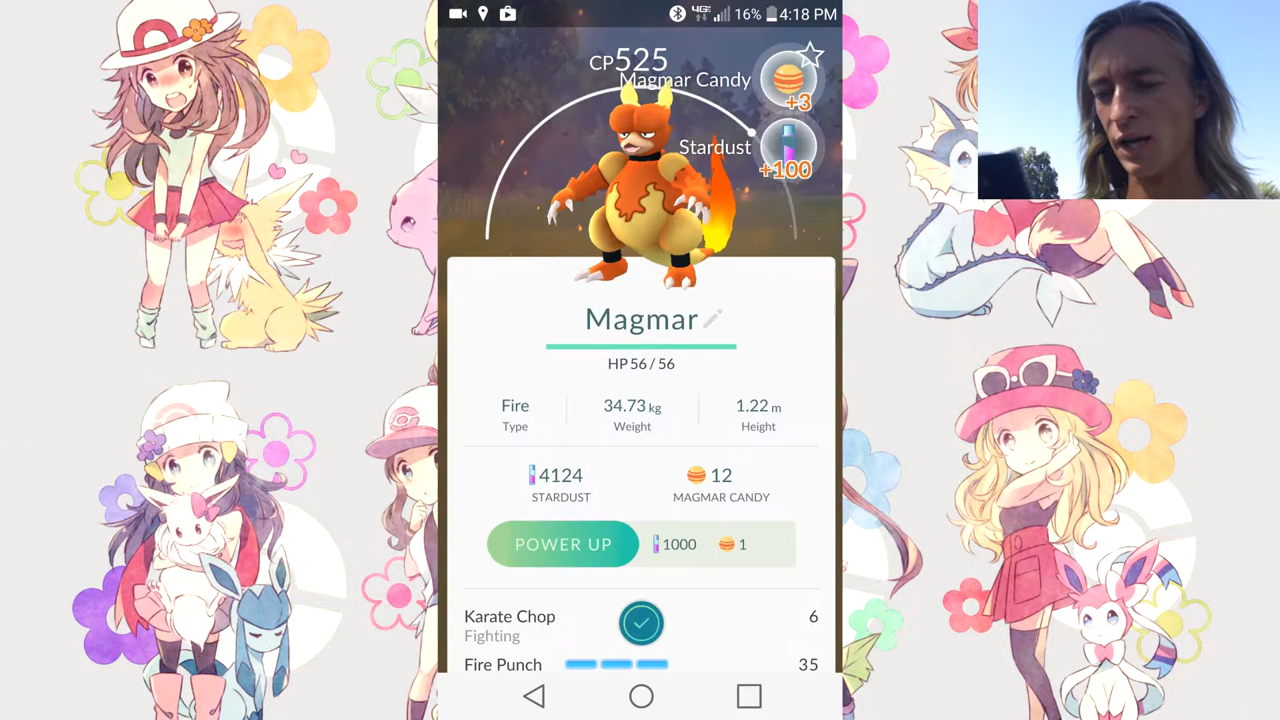 4GE 16% 4:18 PM
CP525
Magmar Candy
+3
Stardust
+100
Magmar
HP 56 / 56
Fire 34.73 kg 1.22 m
Type Weight Height
4124 12
STARDUST MAGMAR CANDY
POWER UP 1000 1
Karate Chop 6
Fighting
Fire Punch 35